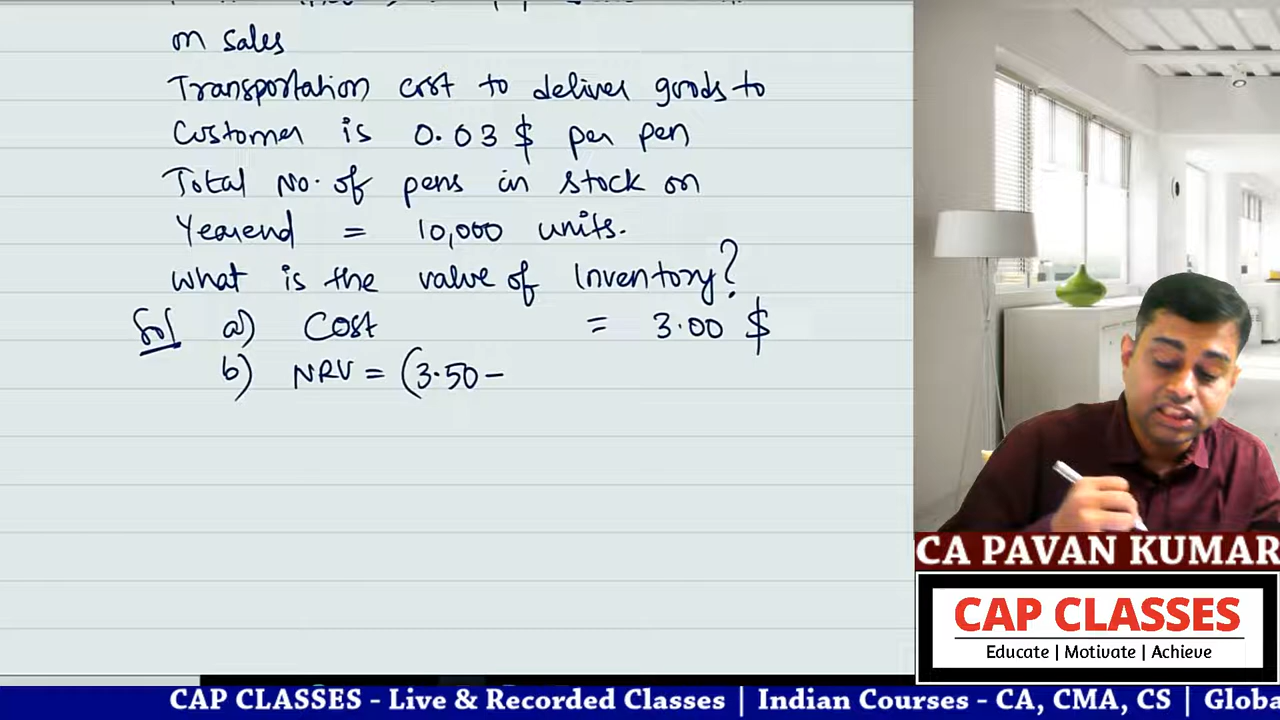 on sales
Transportation cost to deliver goods to
Customer is 0.03 $ per pen
Total No. of pens in stock on
Yearend = 10,000 units.
What is the value of Inventory?
Sol a) Cost = 3.00 $
b) NRV = (3.50 -
CA PAVAN KUMAR
CAP CLASSES
Educate | Motivate | Achieve
CAP CLASSES - Live & Recorded Classes | Indian Courses - CA, CMA, CS | Globa